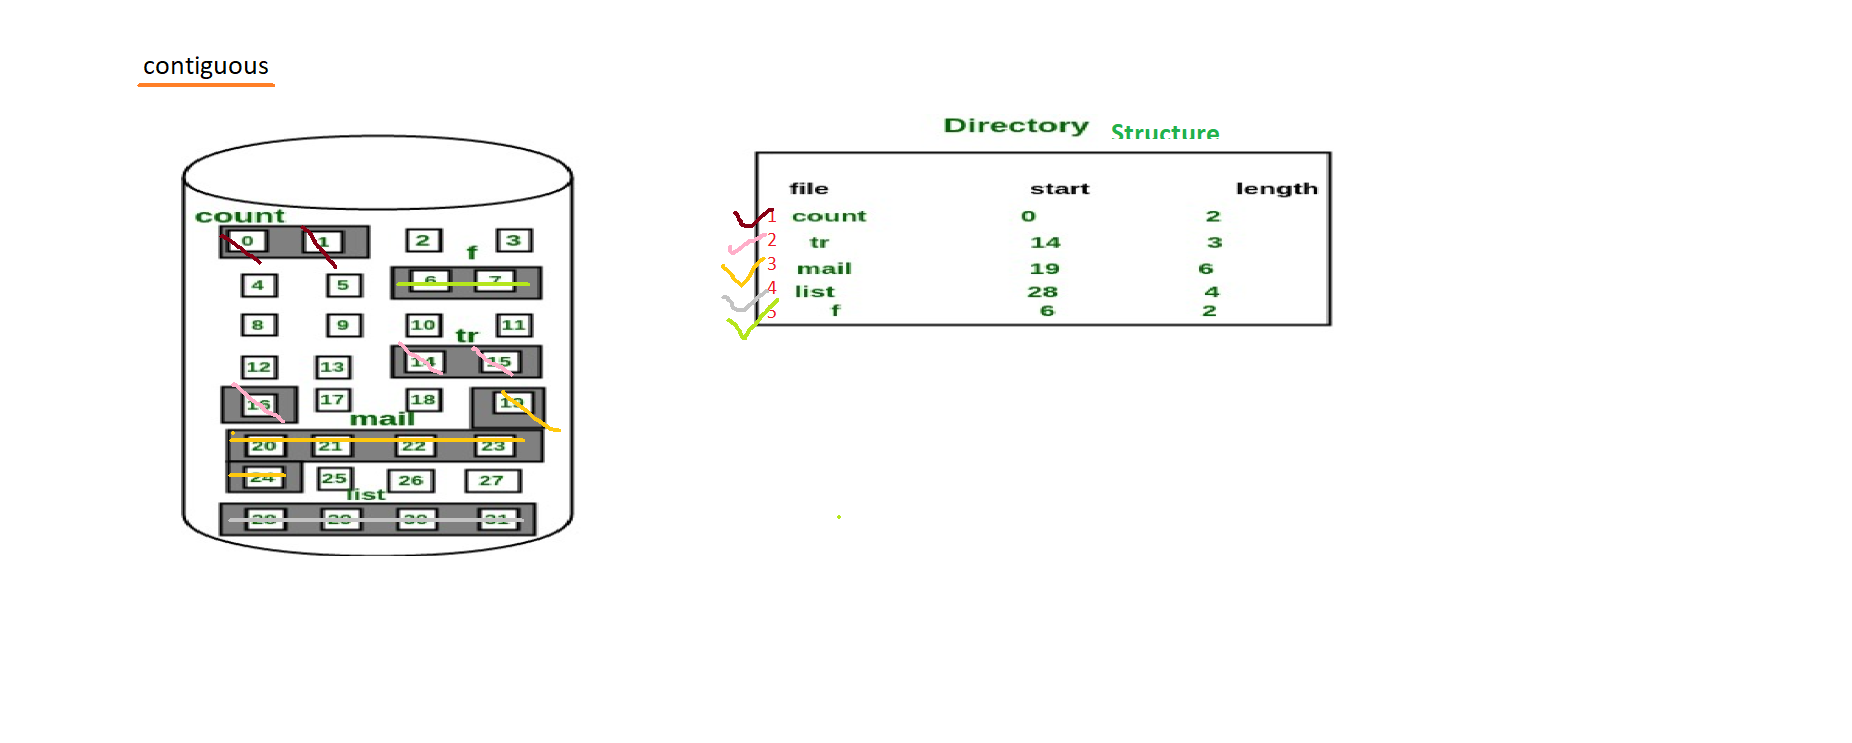 contiguous
Directory Structure
file start length
1 count 0 2
2 tr 14 3
3 mail 19 6
4 list 28 4
5 f 6 2
count
0 1 2 3
f
4 5 6 7
8 9 10 11
tr
12 13 14 15
16 17 18 19
mail
20 21 22 23
24 25 26 27
list
28 29 30 31